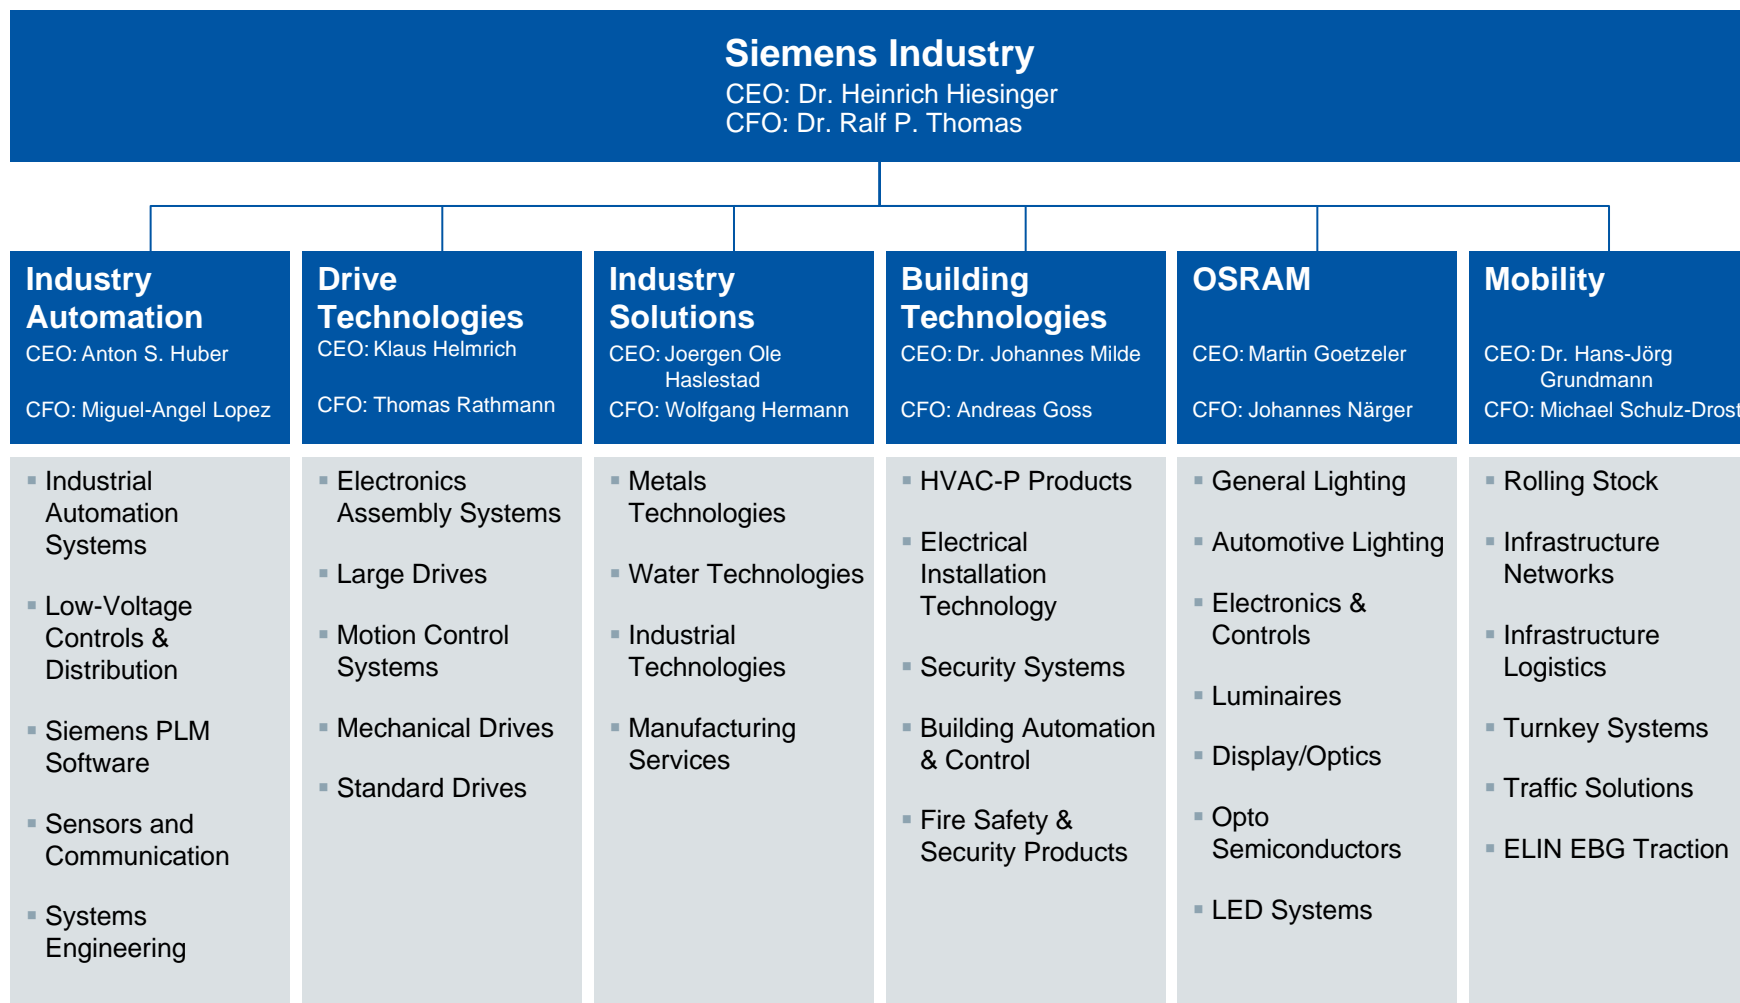 Siemens Industry
CEO: Dr. Heinrich Hiesinger
CFO: Dr. Ralf P. Thomas
Industry
Automation
CEO: Anton S. Huber
CFO: Miguel-Angel Lopez
▪ Industrial
Automation
Systems
▪ Low-Voltage
Controls &
Distribution
▪ Siemens PLM
Software
▪ Sensors and
Communication
▪ Systems
Engineering
Drive
Technologies
CEO: Klaus Helmrich
CFO: Thomas Rathmann
▪ Electronics
Assembly Systems
▪ Large Drives
▪ Motion Control
Systems
▪ Mechanical Drives
▪ Standard Drives
Industry
Solutions
CEO: Joergen Ole
Haslestad
CFO: Wolfgang Hermann
▪ Metals
Technologies
▪ Water Technologies
▪ Industrial
Technologies
▪ Manufacturing
Services
Building
Technologies
CEO: Dr. Johannes Milde
CFO: Andreas Goss
▪ HVAC-P Products
▪ Electrical
Installation
Technology
▪ Security Systems
▪ Building Automation
& Control
▪ Fire Safety &
Security Products
OSRAM
CEO: Martin Goetzeler
CFO: Johannes Närger
▪ General Lighting
▪ Automotive Lighting
▪ Electronics &
Controls
▪ Luminaires
▪ Display/Optics
▪ Opto
Semiconductors
▪ LED Systems
Mobility
CEO: Dr. Hans-Jörg
Grundmann
CFO: Michael Schulz-Drost
▪ Rolling Stock
▪ Infrastructure
Networks
▪ Infrastructure
Logistics
▪ Turnkey Systems
▪ Traffic Solutions
▪ ELIN EBG Traction